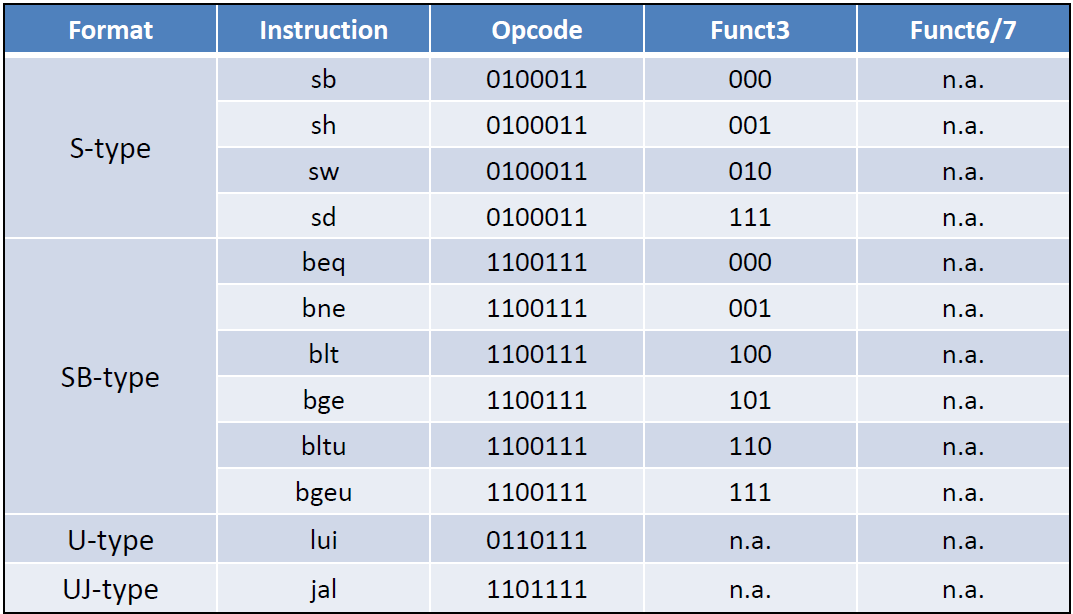 Format Instruction Opcode Funct3 Funct6/7
S-type
sb 0100011 000 n.a.
sh 0100011 001 n.a.
sw 0100011 010 n.a.
sd 0100011 111 n.a.
SB-type
beq 1100111 000 n.a.
bne 1100111 001 n.a.
blt 1100111 100 n.a.
bge 1100111 101 n.a.
bltu 1100111 110 n.a.
bgeu 1100111 111 n.a.
U-type lui 0110111 n.a. n.a.
UJ-type jal 1101111 n.a. n.a.